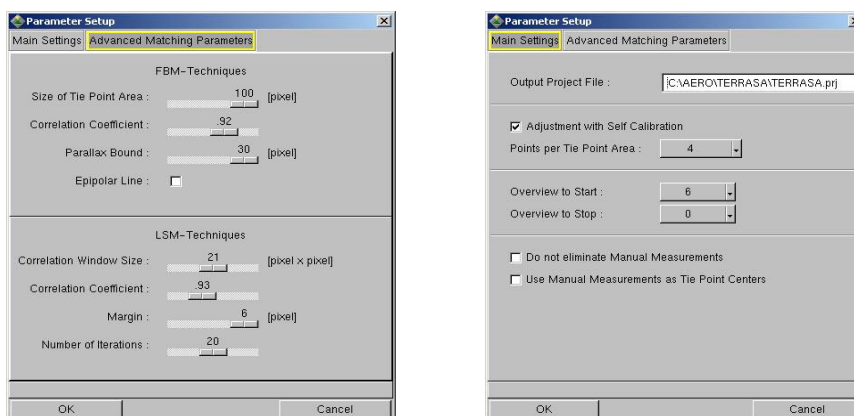 Parameter Setup
Main Settings Advanced Matching Parameters
FBM-Techniques
Size of Tie Point Area : 100 [pixel]
Correlation Coefficient : .92
Parallax Bound : 30 [pixel]
Epipolar Line :
LSM-Techniques
Correlation Window Size : 21 [pixel x pixel]
Correlation Coefficient : .93
Margin : 6 [pixel]
Number of Iterations : 20
OK Cancel
Parameter Setup
Main Settings Advanced Matching Parameters
Output Project File : C:\AERO\TERRASA\TERRASA.prj
Adjustment with Self Calibration
Points per Tie Point Area : 4
Overview to Start : 6
Overview to Stop : 0
Do not eliminate Manual Measurements
Use Manual Measurements as Tie Point Centers
OK Cancel